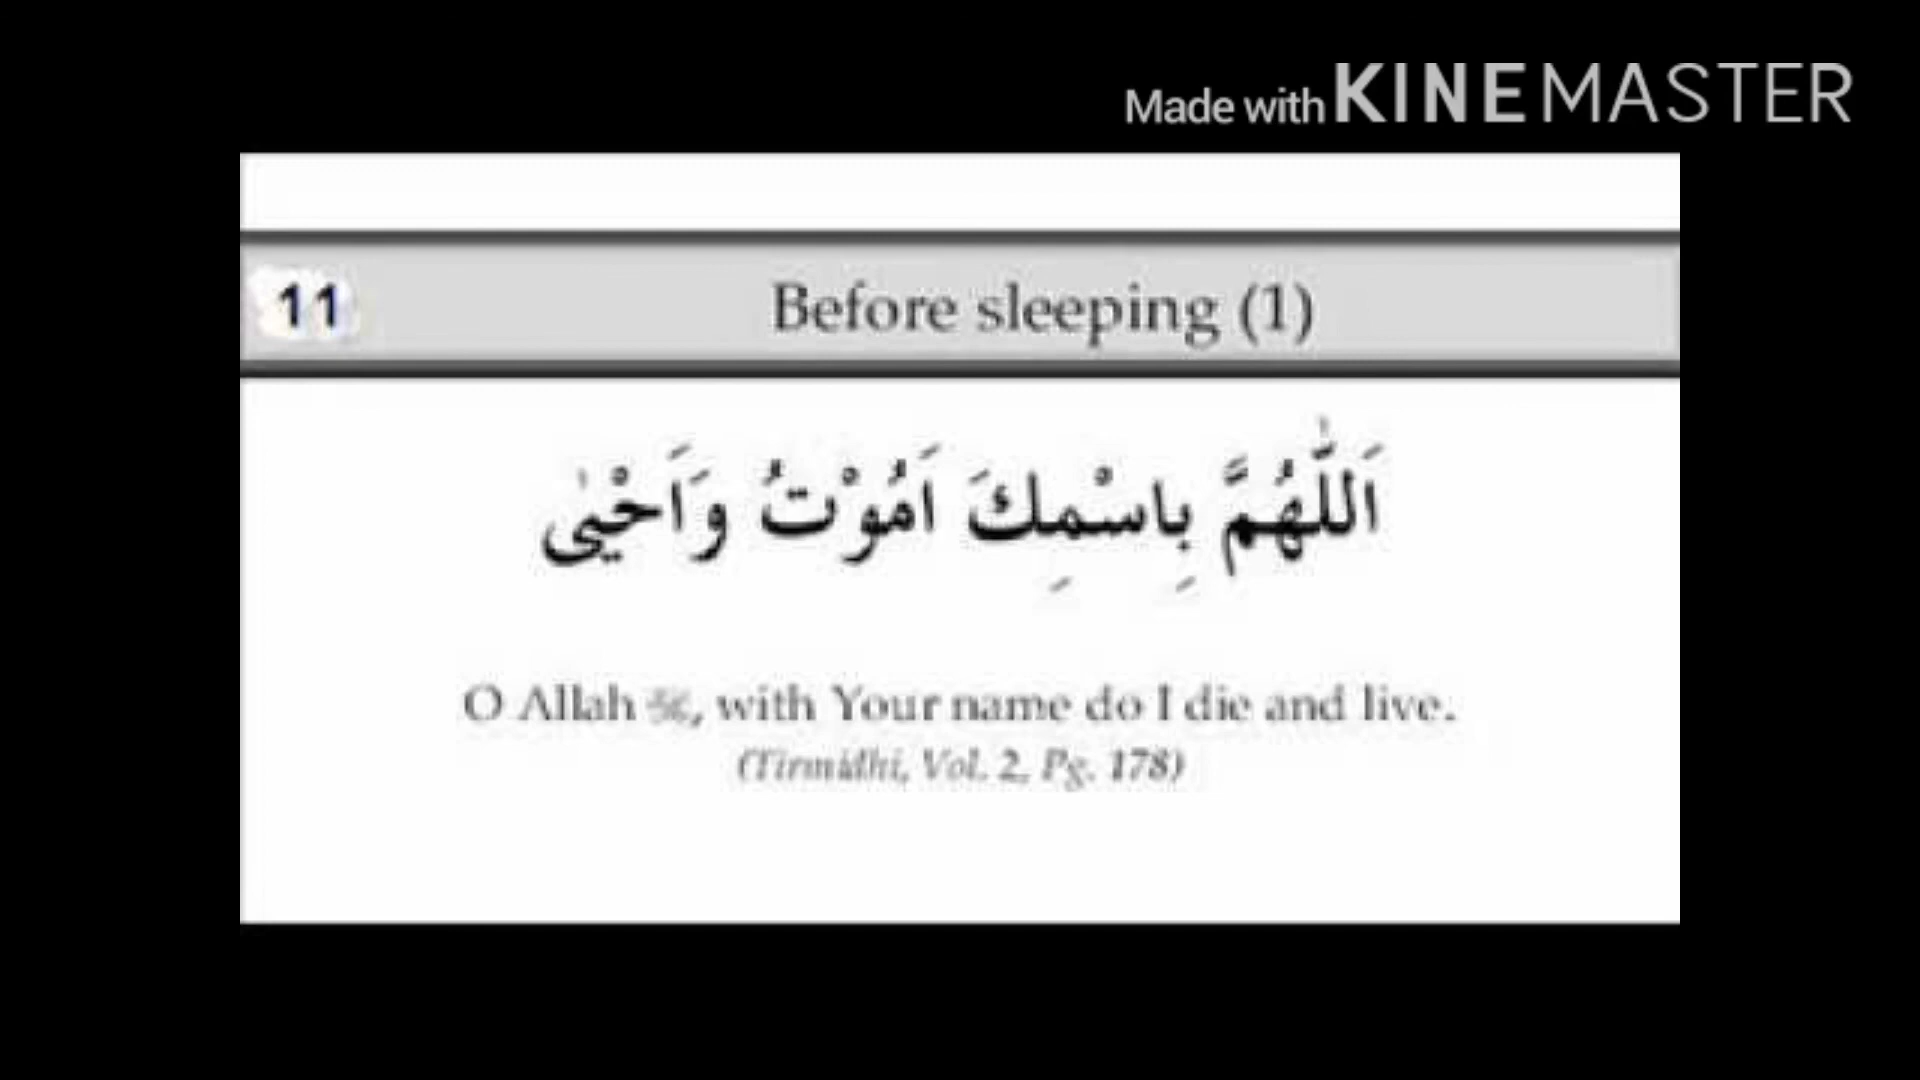 Made with KINEMASTER
11 Before sleeping (1)
اَللّٰهُمَّ بِاسْمِكَ اَمُوْتُ وَاَحْيٰى
O Allah, with Your name do I die and live.
(Tirmidhi, Vol. 2, Pg. 178)